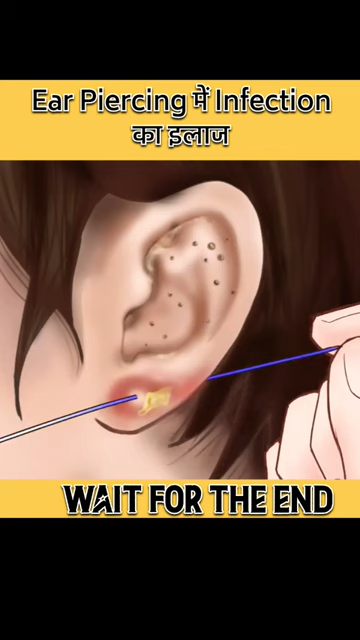 Ear Piercing में Infection
का इलाज
WAIT FOR THE END